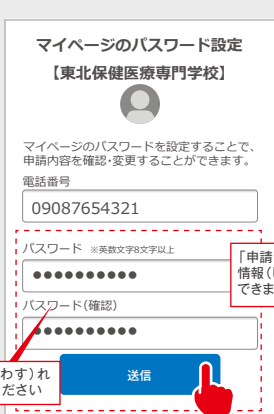 マイページのパスワード設定
【東北保健医療専門学校】
マイページのパスワードを設定することで、
申請内容を確認・変更することができます。
電話番号
09087654321
パスワード ※英数文字8文字以上
●●●●●●●●●●
「申請
情報(
できま
パスワード(確認)
●●●●●●●●●●
わす)れ
ださい
送信